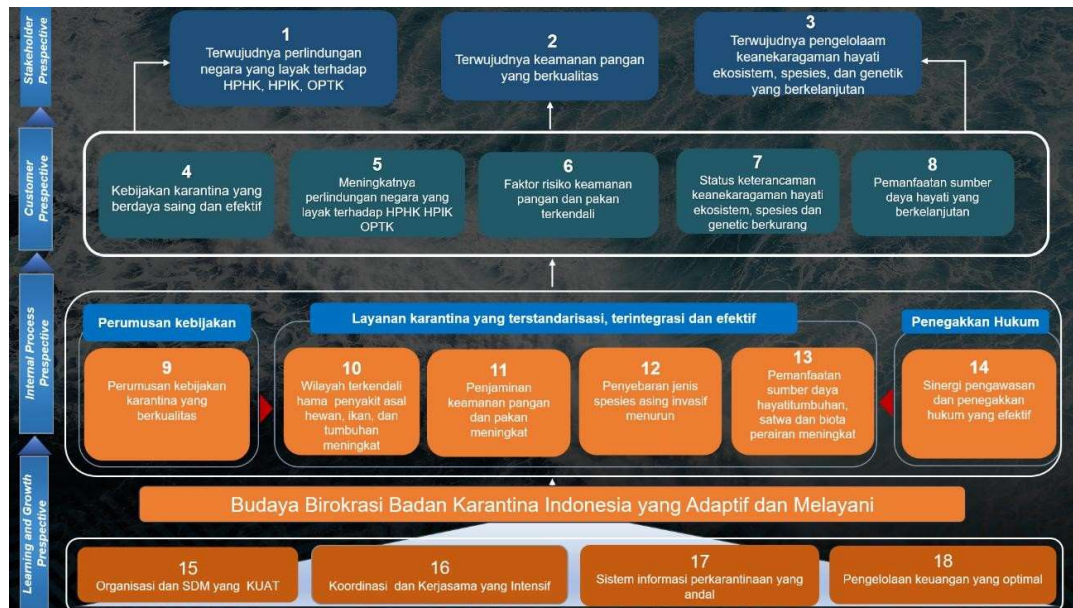 Stakeholder
Prespective
1
Terwujudnya perlindungan
negara yang layak terhadap
HPHK, HPIK, OPTK
2
Terwujudnya keamanan pangan
yang berkualitas
3
Terwujudnya pengelolaam
keanekaragaman hayati
ekosistem, spesies, dan genetik
yang berkelanjutan
Customer
Prespective
4
Kebijakan karantina yang
berdaya saing dan efektif
5
Meningkatnya
perlindungan negara yang
layak terhadap HPHK HPIK
OPTK
6
Faktor risiko keamanan
pangan dan pakan
terkendali
7
Status keterancaman
keanekaragaman hayati
ekosistem, spesies dan
genetic berkurang
8
Pemanfaatan sumber
daya hayati yang
berkelanjutan
Internal Process
Prespective
Perumusan kebijakan
Layanan karantina yang terstandarisasi, terintegrasi dan efektif
Penegakkan Hukum
9
Perumusan kebijakan
karantina yang
berkualitas
10
Wilayah terkendali
hama penyakit asal
hewan, ikan, dan
tumbuhan
meningkat
11
Penjaminan
keamanan pangan
dan pakan
meningkat
12
Penyebaran jenis
spesies asing invasif
menurun
13
Pemanfaatan
sumber daya
hayatitumbuhan,
satwa dan biota
perairan meningkat
14
Sinergi pengawasan
dan penegakkan
hukum yang efektif
Learning and Growth
Prespective
Budaya Birokrasi Badan Karantina Indonesia yang Adaptif dan Melayani
15
Organisasi dan SDM yang KUAT
16
Koordinasi dan Kerjasama yang Intensif
17
Sistem informasi perkarantinaan yang
andal
18
Pengelolaan keuangan yang optimal